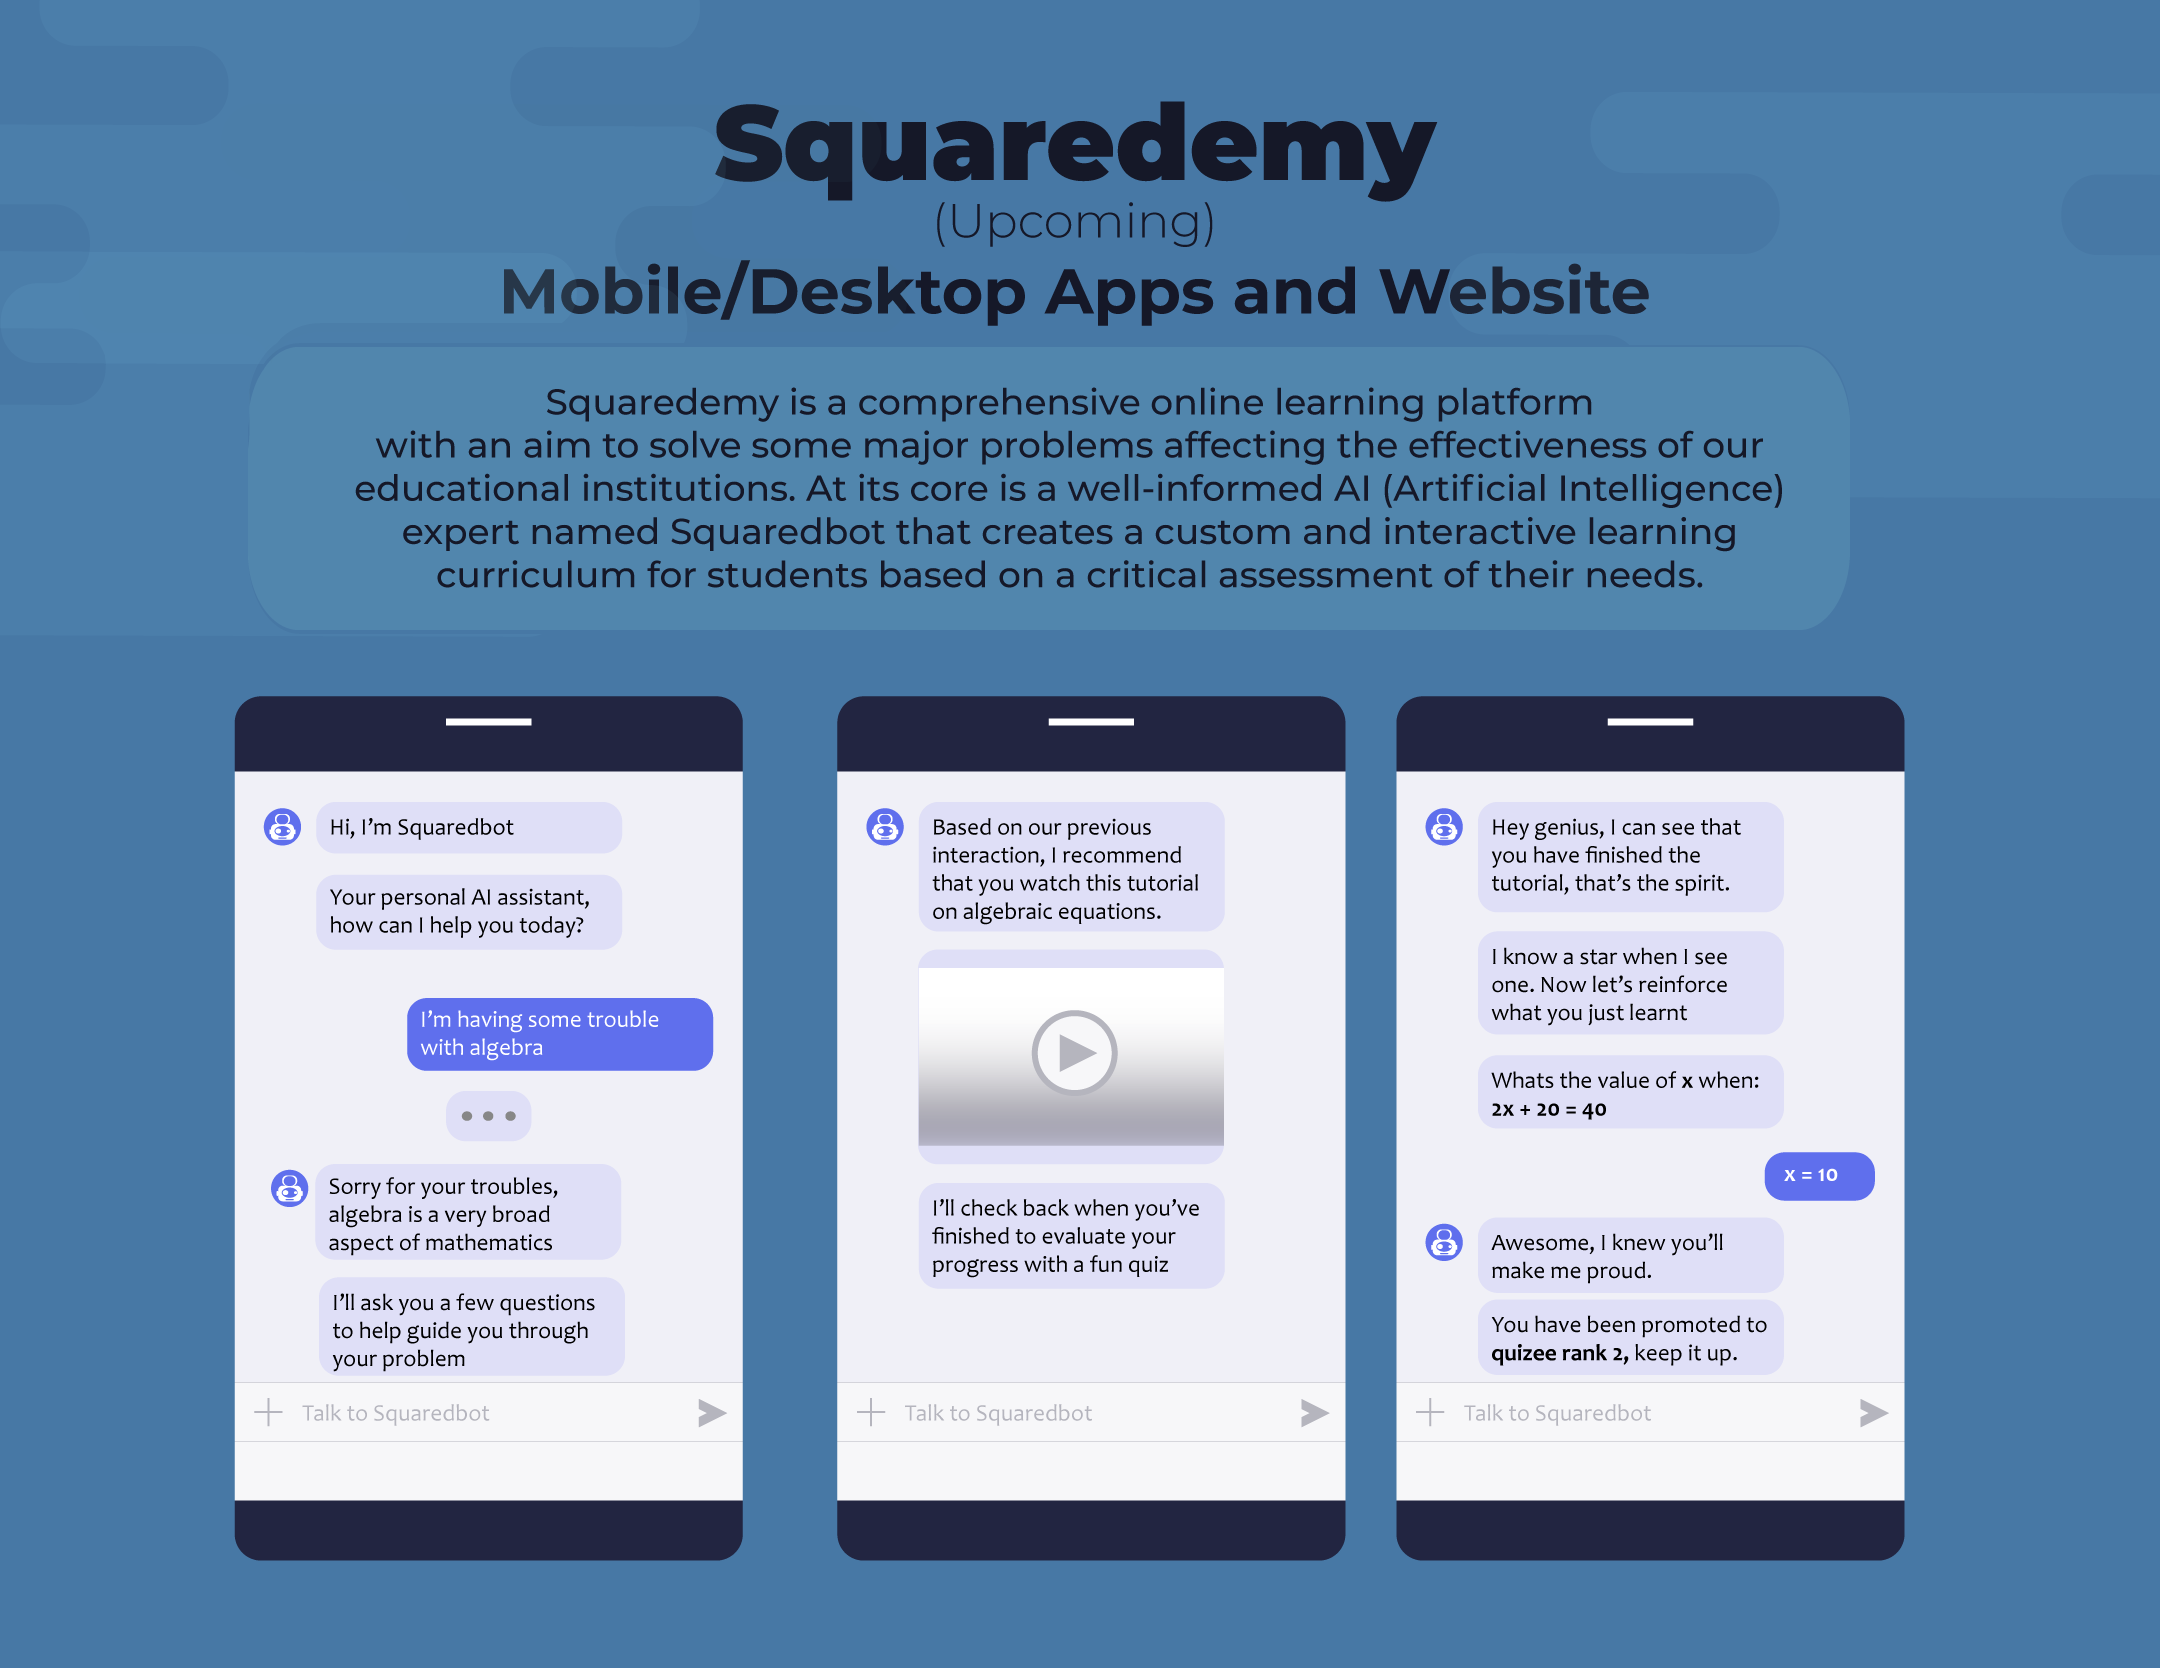 Squaredemy
(Upcoming)
Mobile/Desktop Apps and Website
Squaredemy is a comprehensive online learning platform
with an aim to solve some major problems affecting the effectiveness of our
educational institutions. At its core is a well-informed AI (Artificial Intelligence)
expert named Squaredbot that creates a custom and interactive learning
curriculum for students based on a critical assessment of their needs.
Hi, I’m Squaredbot
Your personal AI assistant,
how can I help you today?
I’m having some trouble
with algebra
Sorry for your troubles,
algebra is a very broad
aspect of mathematics
I’ll ask you a few questions
to help guide you through
your problem
Talk to Squaredbot
Based on our previous
interaction, I recommend
that you watch this tutorial
on algebraic equations.
I’ll check back when you’ve
finished to evaluate your
progress with a fun quiz
Talk to Squaredbot
Hey genius, I can see that
you have finished the
tutorial, that’s the spirit.
I know a star when I see
one. Now let’s reinforce
what you just learnt
Whats the value of x when:
2x + 20 = 40
x = 10
Awesome, I knew you’ll
make me proud.
You have been promoted to
quizee rank 2, keep it up.
Talk to Squaredbot